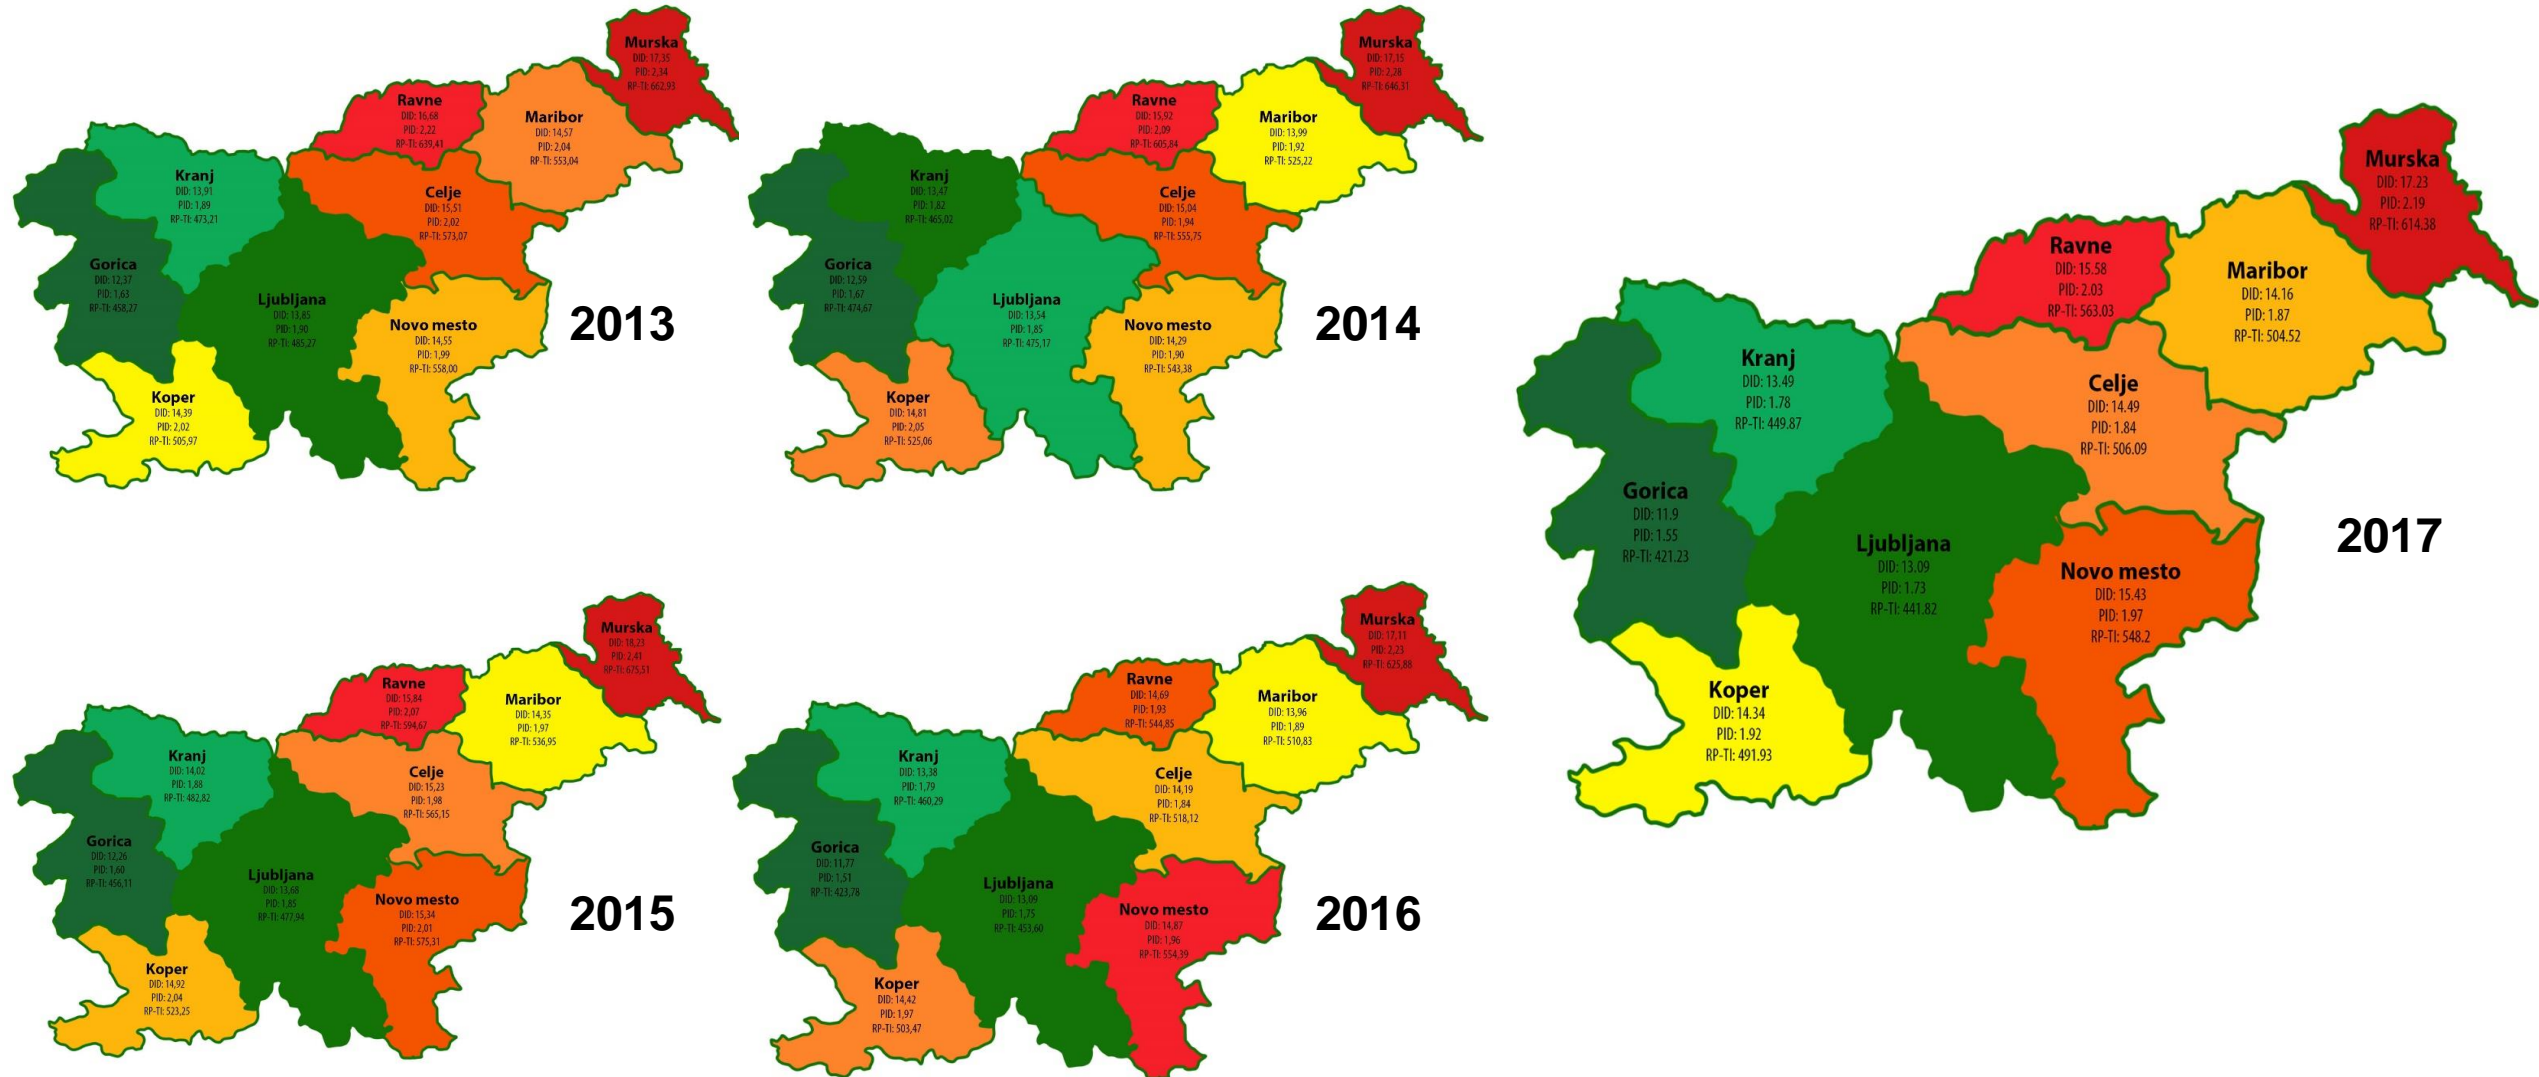 Murska
DID: 17,35
PID: 2,34
RP-TI: 662,93
Ravne
DID: 16,68
PID: 2,22
RP-TI: 639,41
Maribor
DID: 14,57
PID: 2,04
RP-TI: 553,04
Kranj
DID: 13,91
PID: 1,89
RP-TI: 473,21
Celje
DID: 15,51
PID: 2,02
RP-TI: 573,07
Gorica
DID: 12,37
PID: 1,63
RP-TI: 458,27
Ljubljana
DID: 13,85
PID: 1,90
RP-TI: 485,27
Novo mesto
DID: 14,55
PID: 1,99
RP-TI: 558,00
Koper
DID: 14,39
PID: 2,02
RP-TI: 505,97
2013
Murska
DID: 17,15
PID: 2,28
RP-TI: 646,31
Ravne
DID: 15,92
PID: 2,09
RP-TI: 605,84
Maribor
DID: 13,99
PID: 1,92
RP-TI: 525,22
Kranj
DID: 13,47
PID: 1,82
RP-TI: 465,02
Celje
DID: 15,04
PID: 1,94
RP-TI: 555,75
Gorica
DID: 12,59
PID: 1,67
RP-TI: 474,67
Ljubljana
DID: 13,54
PID: 1,85
RP-TI: 475,17
Novo mesto
DID: 14,29
PID: 1,90
RP-TI: 543,38
Koper
DID: 14,81
PID: 2,05
RP-TI: 525,06
2014
Murska
DID: 18,23
PID: 2,41
RP-TI: 675,51
Ravne
DID: 15,84
PID: 2,07
RP-TI: 594,67
Maribor
DID: 14,35
PID: 1,97
RP-TI: 536,95
Kranj
DID: 14,02
PID: 1,88
RP-TI: 482,82
Celje
DID: 15,23
PID: 1,98
RP-TI: 565,15
Gorica
DID: 12,26
PID: 1,60
RP-TI: 456,11
Ljubljana
DID: 13,68
PID: 1,85
RP-TI: 477,94
Novo mesto
DID: 15,34
PID: 2,01
RP-TI: 575,31
Koper
DID: 14,92
PID: 2,04
RP-TI: 523,25
2015
Murska
DID: 17,11
PID: 2,23
RP-TI: 625,88
Ravne
DID: 14,69
PID: 1,93
RP-TI: 544,85
Maribor
DID: 13,96
PID: 1,89
RP-TI: 510,83
Kranj
DID: 13,38
PID: 1,79
RP-TI: 460,29
Celje
DID: 14,19
PID: 1,84
RP-TI: 518,12
Gorica
DID: 11,77
PID: 1,51
RP-TI: 423,78
Ljubljana
DID: 13,09
PID: 1,75
RP-TI: 453,60
Novo mesto
DID: 14,87
PID: 1,96
RP-TI: 554,39
Koper
DID: 14,42
PID: 1,97
RP-TI: 503,47
2016
Murska
DID: 17.23
PID: 2.19
RP-TI: 614.38
Ravne
DID: 15.58
PID: 2.03
RP-TI: 563.03
Maribor
DID: 14.16
PID: 1.87
RP-TI: 504.52
Kranj
DID: 13.49
PID: 1.78
RP-TI: 449.87
Celje
DID: 14.49
PID: 1.84
RP-TI: 506.09
Gorica
DID: 11.9
PID: 1.55
RP-TI: 421.23
Ljubljana
DID: 13.09
PID: 1.73
RP-TI: 441.82
Novo mesto
DID: 15.43
PID: 1.97
RP-TI: 548.2
Koper
DID: 14.34
PID: 1.92
RP-TI: 491.93
2017